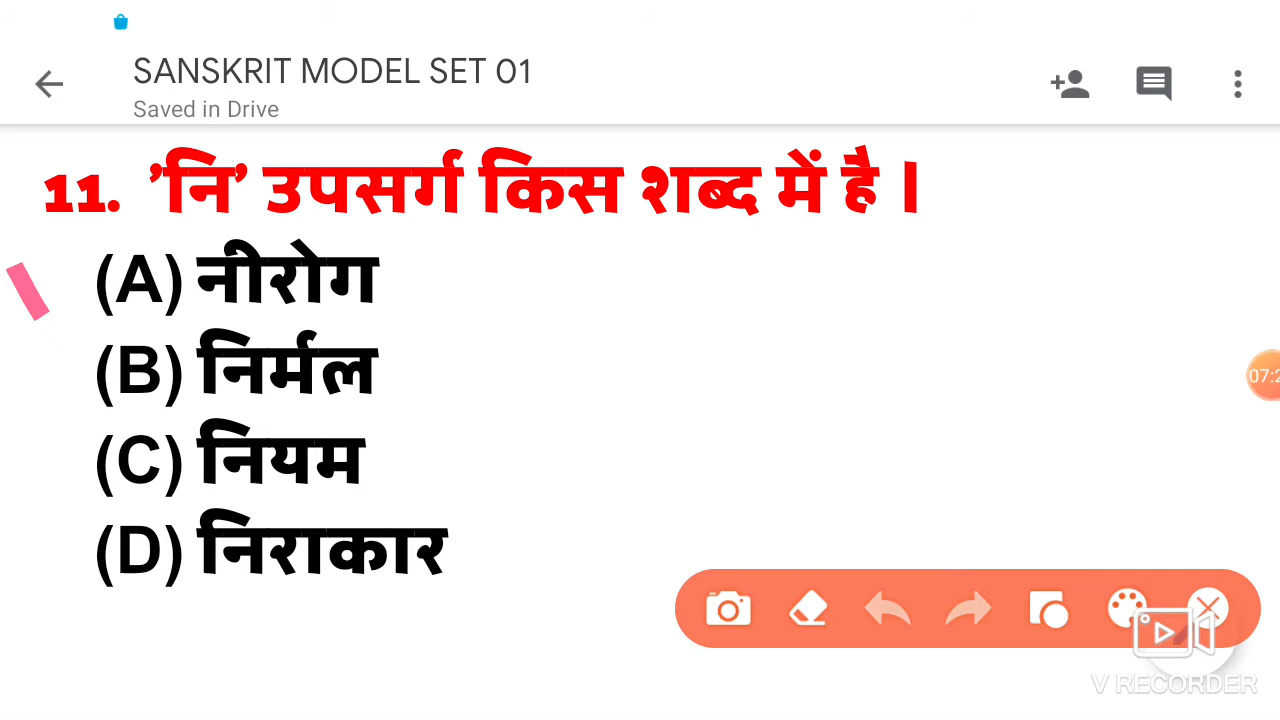 SANSKRIT MODEL SET 01
Saved in Drive
11. ’नि’ उपसर्ग किस शब्द में है ।
(A) नीरोग
(B) निर्मल
(C) नियम
(D) निराकार
V RECORDER